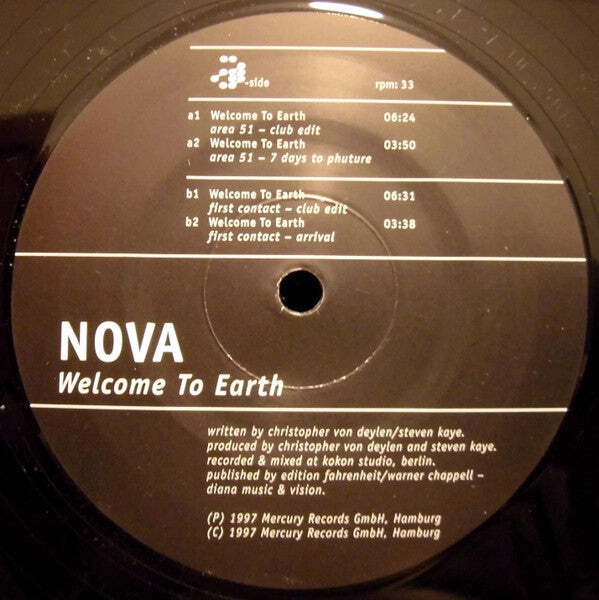 -side rpm: 33
a1 Welcome To Earth 06:24
area 51 – club edit
a2 Welcome To Earth 03:50
area 51 – 7 days to phuture
b1 Welcome To Earth 06:31
first contact – club edit
b2 Welcome To Earth 03:38
first contact – arrival
NOVA
Welcome To Earth
written by christopher von deylen/steven kaye.
produced by christopher von deylen and steven kaye.
recorded & mixed at kokon studio, berlin.
published by edition fahrenheit/warner chappell –
diana music & vision.
(P) 1997 Mercury Records GmbH, Hamburg
(C) 1997 Mercury Records GmbH, Hamburg